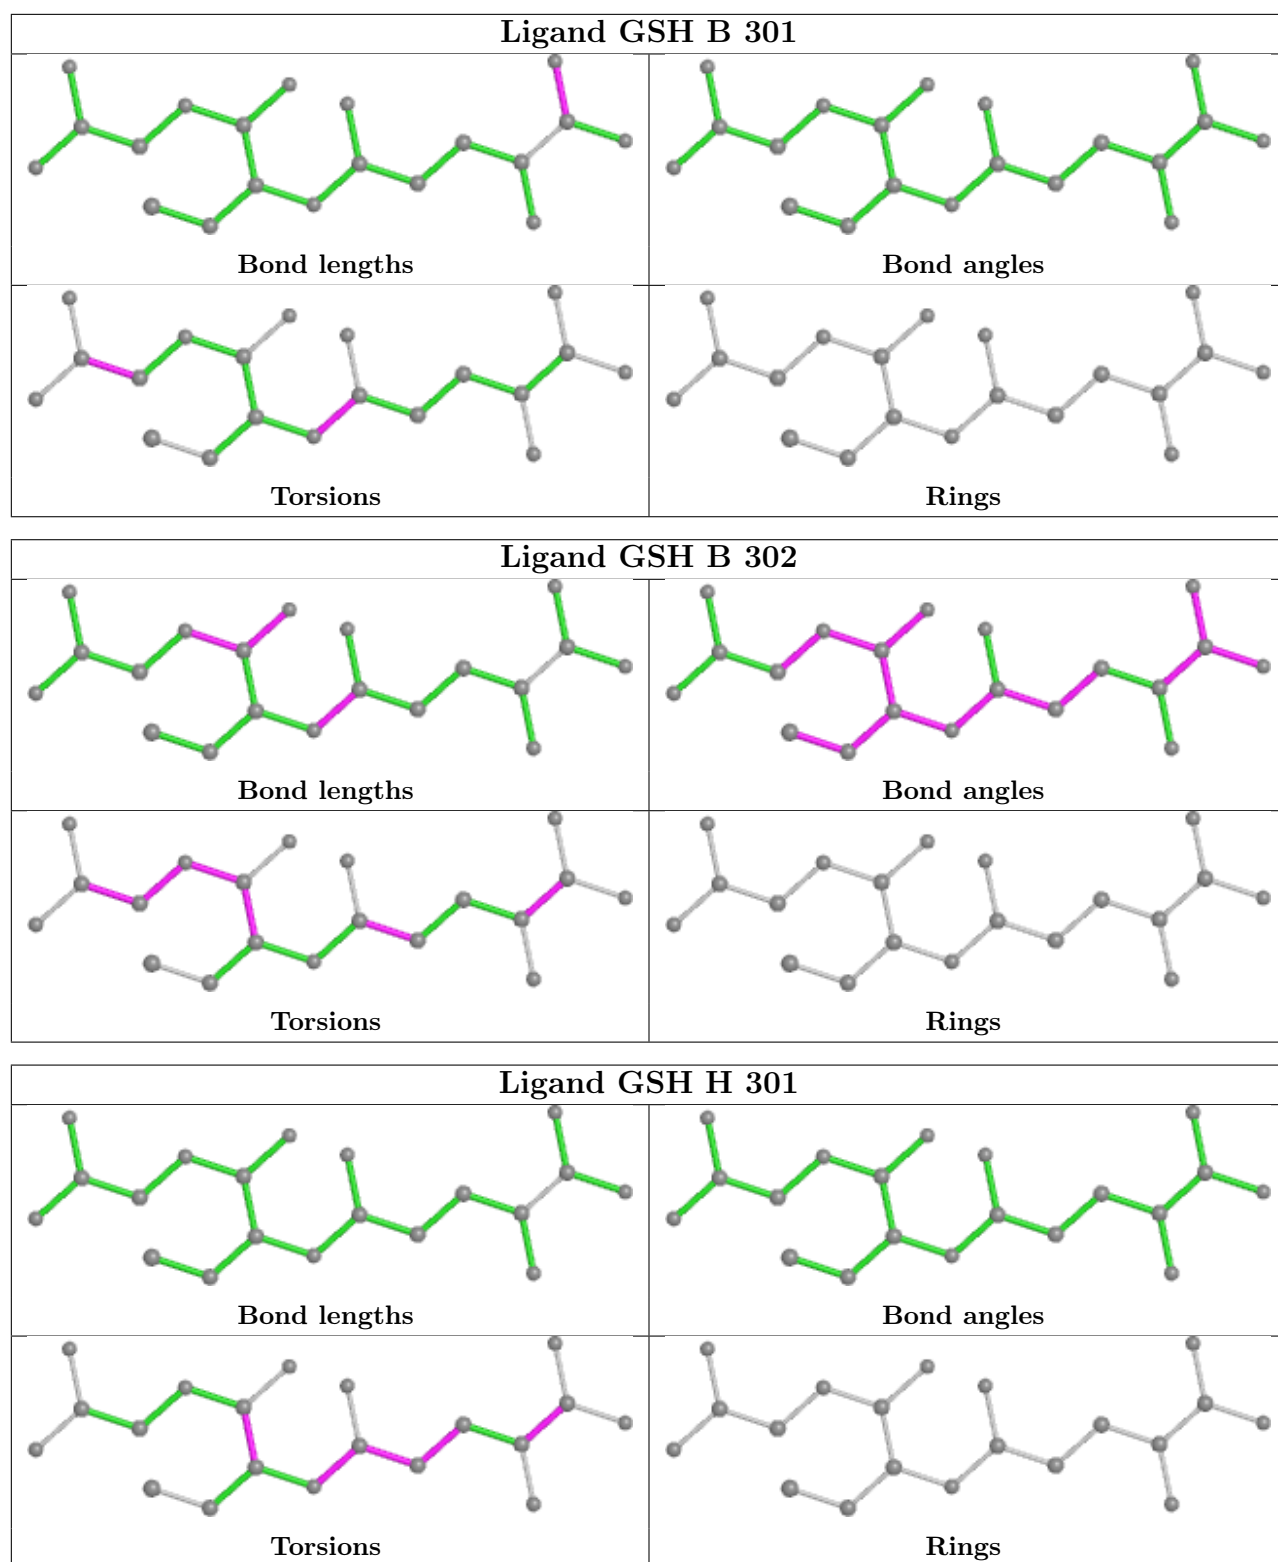 Ligand GSH B 301
Bond lengths
Bond angles
Torsions
Rings
Ligand GSH B 302
Bond lengths
Bond angles
Torsions
Rings
Ligand GSH H 301
Bond lengths
Bond angles
Torsions
Rings